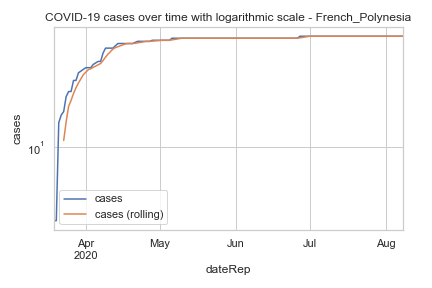 COVID-19 cases over time with logarithmic scale - French_Polynesia
cases
10^1
cases
cases (rolling)
Apr
2020
May
Jun
Jul
Aug
dateRep